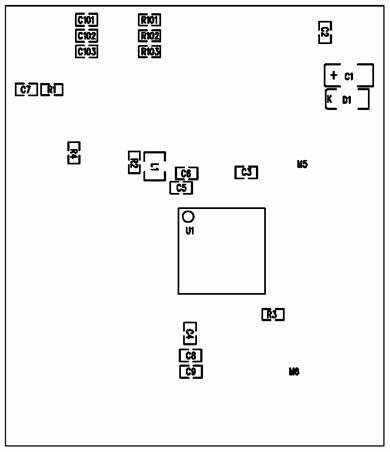 C101 R101 C2
C102 R102
C103 R103
+ C1
C7 R1 K D1
R4 R2 L1 M5
C6 C3
C5
U1
R3
C4
C8
C9 M6